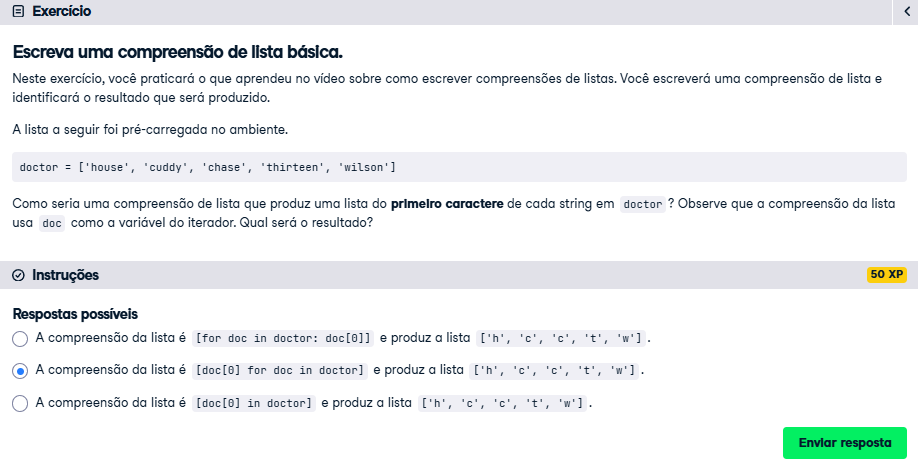 Exercício
Escreva uma compreensão de lista básica.
Neste exercício, você praticará o que aprendeu no vídeo sobre como escrever compreensões de listas. Você escreverá uma compreensão de lista e
identificará o resultado que será produzido.
A lista a seguir foi pré-carregada no ambiente.
doctor = ['house', 'cuddy', 'chase', 'thirteen', 'wilson']
Como seria uma compreensão de lista que produz uma lista do primeiro caractere de cada string em doctor? Observe que a compreensão da lista
usa doc como a variável do iterador. Qual será o resultado?
Instruções
50 XP
Respostas possíveis
A compreensão da lista é [for doc in doctor: doc[0]] e produz a lista ['h', 'c', 'c', 't', 'w'].
A compreensão da lista é [doc[0] for doc in doctor] e produz a lista ['h', 'c', 'c', 't', 'w'].
A compreensão da lista é [doc[0] in doctor] e produz a lista ['h', 'c', 'c', 't', 'w'].
Enviar resposta